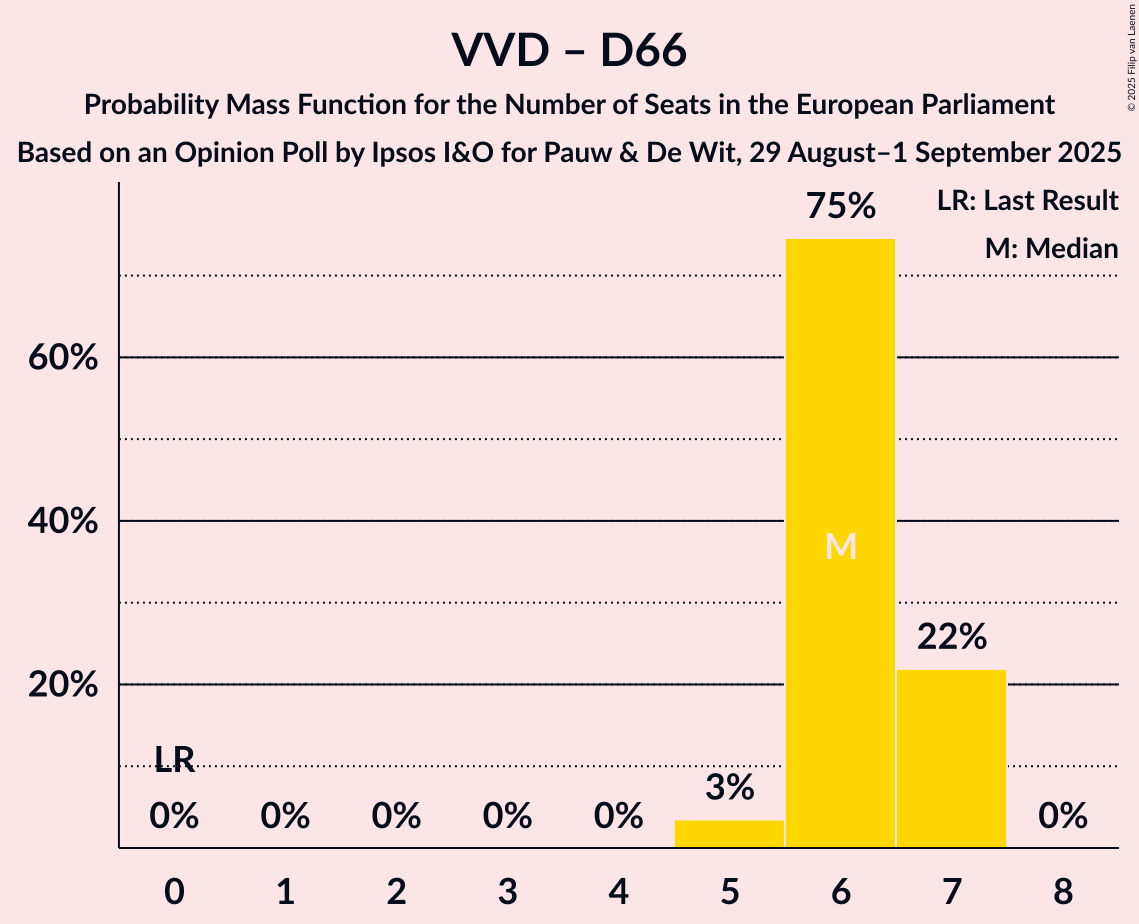 VVD – D66
Probability Mass Function for the Number of Seats in the European Parliament
Based on an Opinion Poll by Ipsos I&O for Pauw & De Wit, 29 August–1 September 2025
© 2025 Filip van Laenen
LR: Last Result
M: Median
75%
60%
40%
M
22%
20%
LR
3%
0% 0% 0% 0% 0% 0%
0 1 2 3 4 5 6 7 8